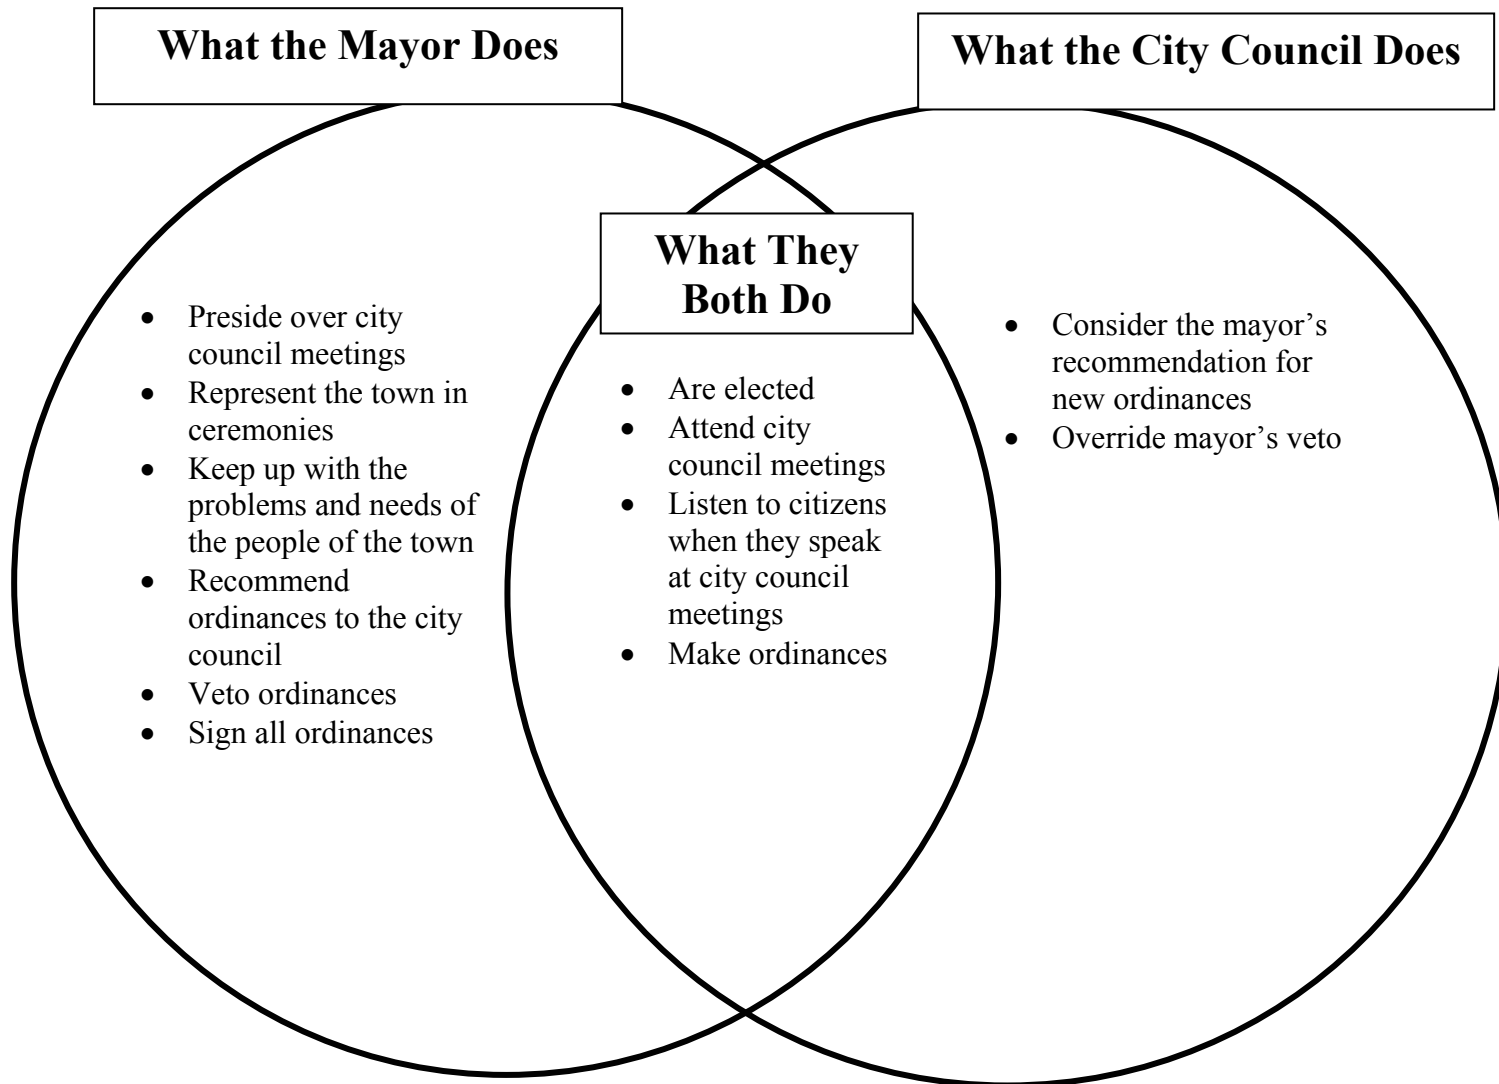 What the Mayor Does
What the City Council Does
What They
Both Do
• Preside over city
council meetings
• Represent the town in
ceremonies
• Keep up with the
problems and needs of
the people of the town
• Recommend
ordinances to the city
council
• Veto ordinances
• Sign all ordinances
• Are elected
• Attend city
council meetings
• Listen to citizens
when they speak
at city council
meetings
• Make ordinances
• Consider the mayor’s
recommendation for
new ordinances
• Override mayor’s veto